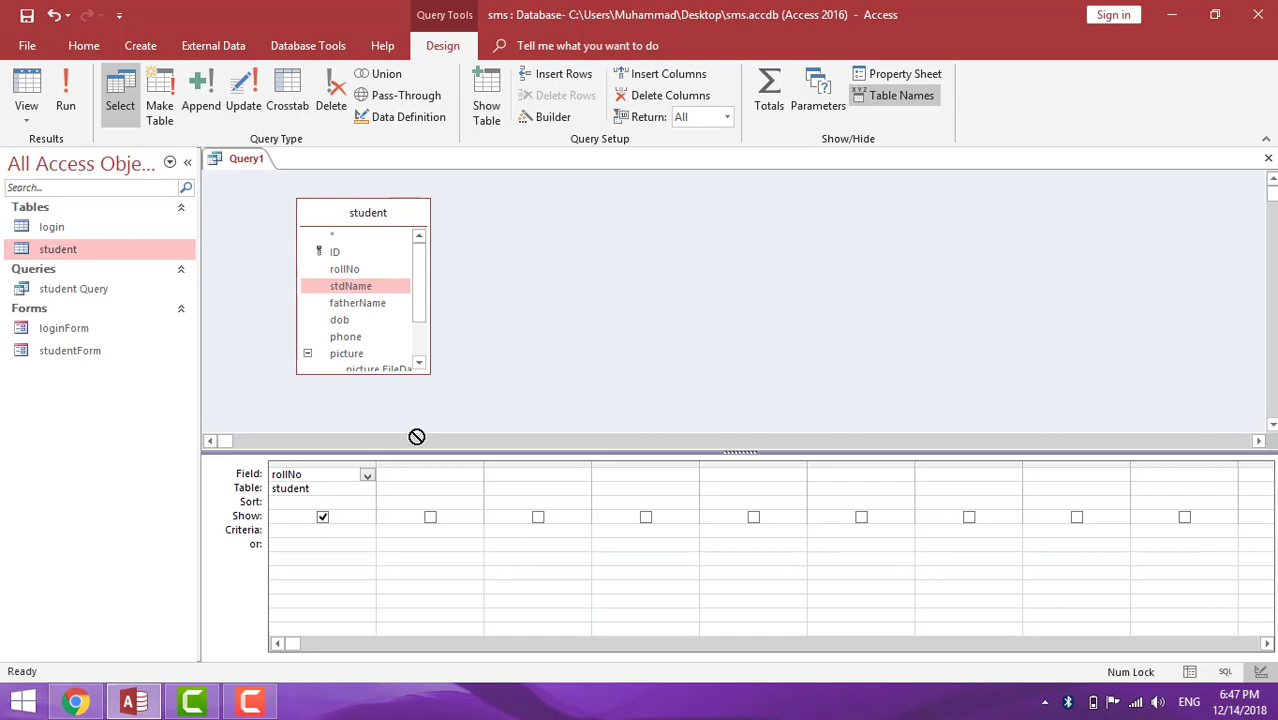 Query Tools
sms : Database- C:\Users\Muhammad\Desktop\sms.accdb (Access 2016) - Access
Sign in
File Home Create External Data Database Tools Help Design Tell me what you want to do
View
Run
Select
Make Table
Append
Update
Crosstab
Delete
Union
Pass-Through
Data Definition
Show Table
Insert Rows
Delete Rows
Builder
Insert Columns
Delete Columns
Return: All
Totals
Parameters
Property Sheet
XYZ Table Names
Results
Query Type
Query Setup
Show/Hide
All Access Obje...
Search...
Tables
login
student
Queries
student Query
Forms
loginForm
studentForm
Query1
student
*
ID
rollNo
stdName
fatherName
dob
phone
picture
picture.FileDa
Field: rollNo
Table: student
Sort:
Show:
Criteria:
or:
Ready
Num Lock
SQL
ENG
6:47 PM
12/14/2018